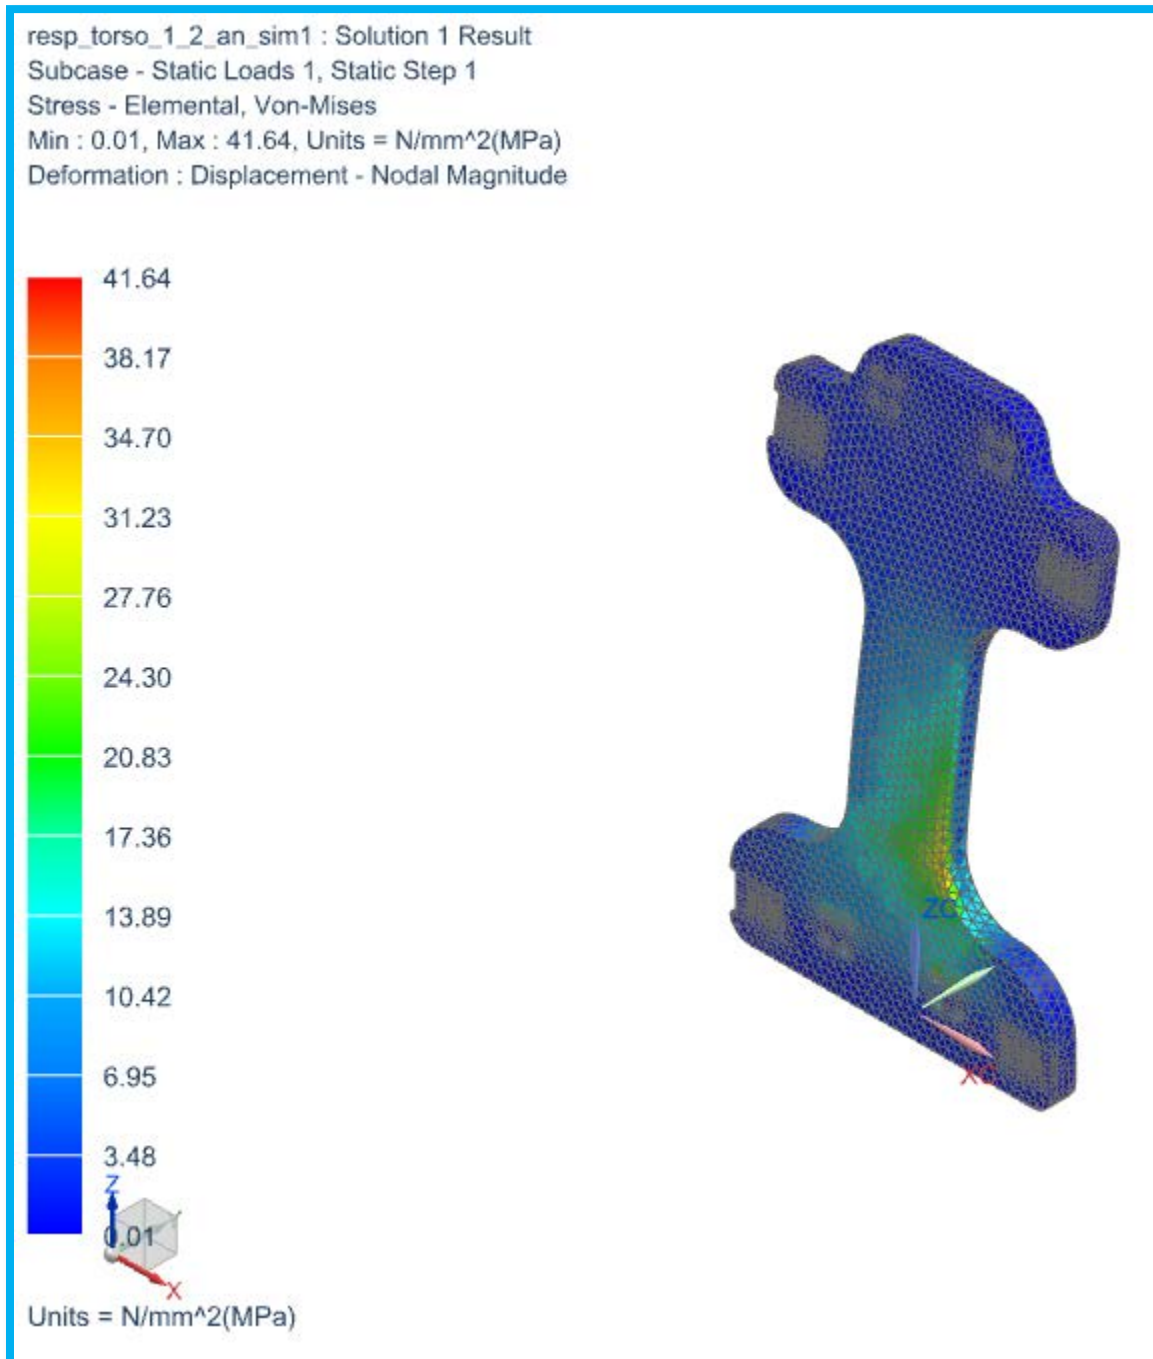 resp_torso_1_2_an_sim1 : Solution 1 Result
Subcase - Static Loads 1, Static Step 1
Stress - Elemental, Von-Mises
Min : 0.01, Max : 41.64, Units = N/mm^2(MPa)
Deformation : Displacement - Nodal Magnitude
41.64
38.17
34.70
31.23
27.76
24.30
20.83
17.36
13.89
10.42
6.95
3.48
0.01
Z
X
ZC
XC
Units = N/mm^2(MPa)